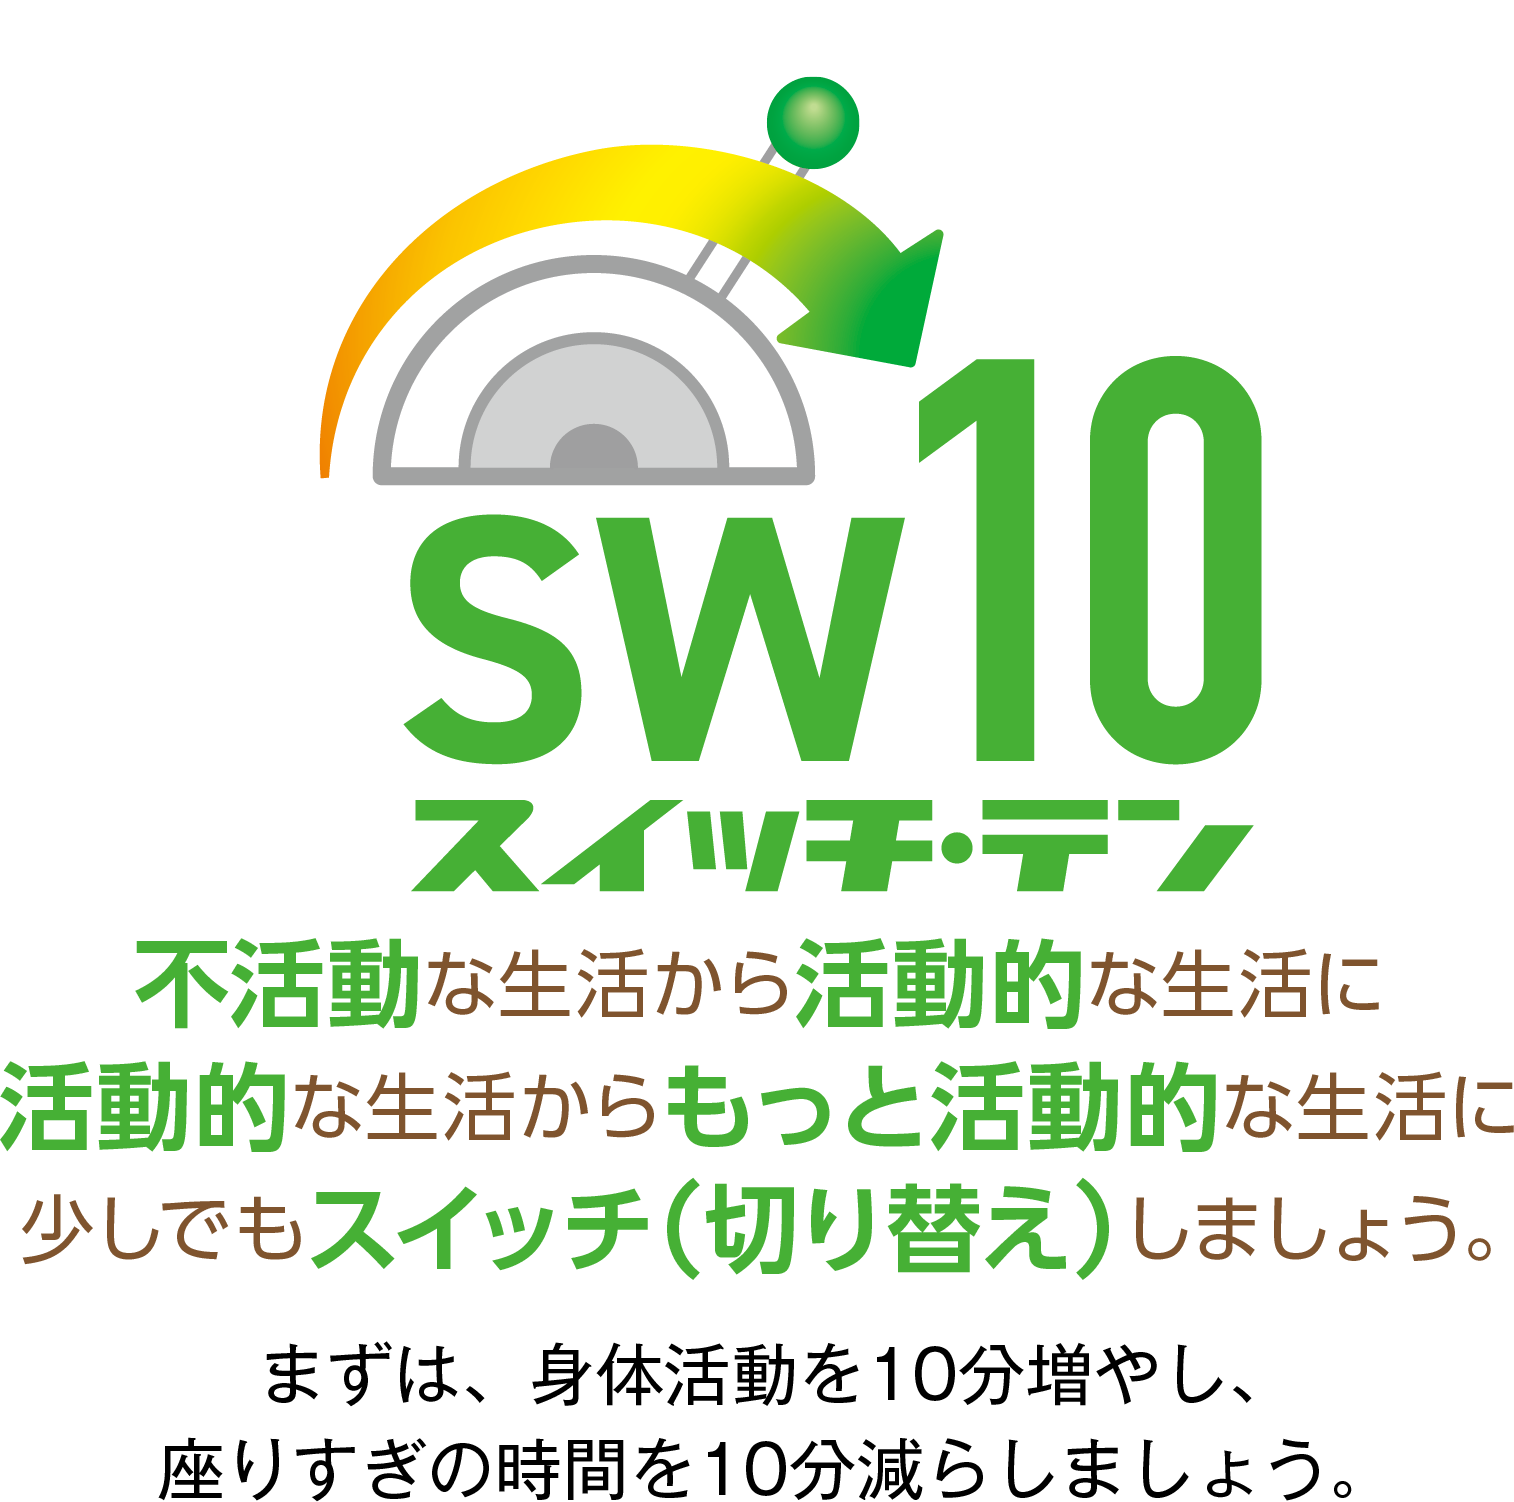 SW10
スイッチ・テン
不活動な生活から活動的な生活に
活動的な生活からもっと活動的な生活に
少しでもスイッチ(切り替え)しましょう。
まずは、身体活動を10分増やし、
座りすぎの時間を10分減らしましょう。